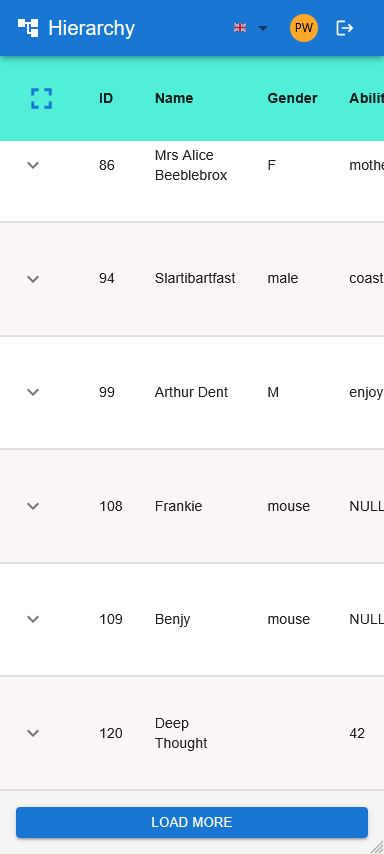 Hierarchy
PW
ID Name Gender Abilit
86 Mrs Alice Beeblebrox F mothe
94 Slartibartfast male coast
99 Arthur Dent M enjoy
108 Frankie mouse NULL
109 Benjy mouse NULL
120 Deep Thought 42
LOAD MORE